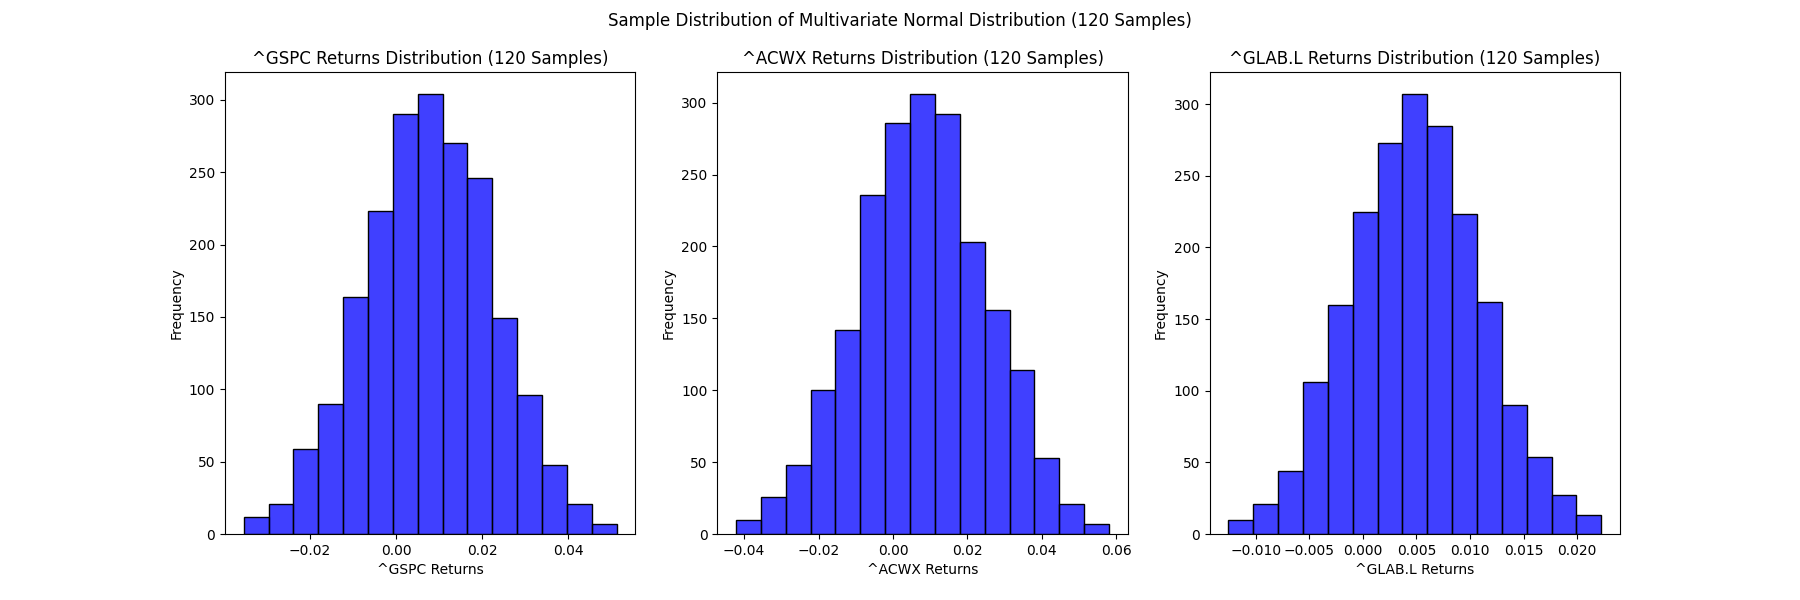 Sample Distribution of Multivariate Normal Distribution (120 Samples)
^GSPC Returns Distribution (120 Samples)
Frequency
300
250
200
150
100
50
0
−0.02 0.00 0.02 0.04
^GSPC Returns
^ACWX Returns Distribution (120 Samples)
Frequency
300
250
200
150
100
50
0
−0.04 −0.02 0.00 0.02 0.04 0.06
^ACWX Returns
^GLAB.L Returns Distribution (120 Samples)
Frequency
300
250
200
150
100
50
0
−0.010 −0.005 0.000 0.005 0.010 0.015 0.020
^GLAB.L Returns